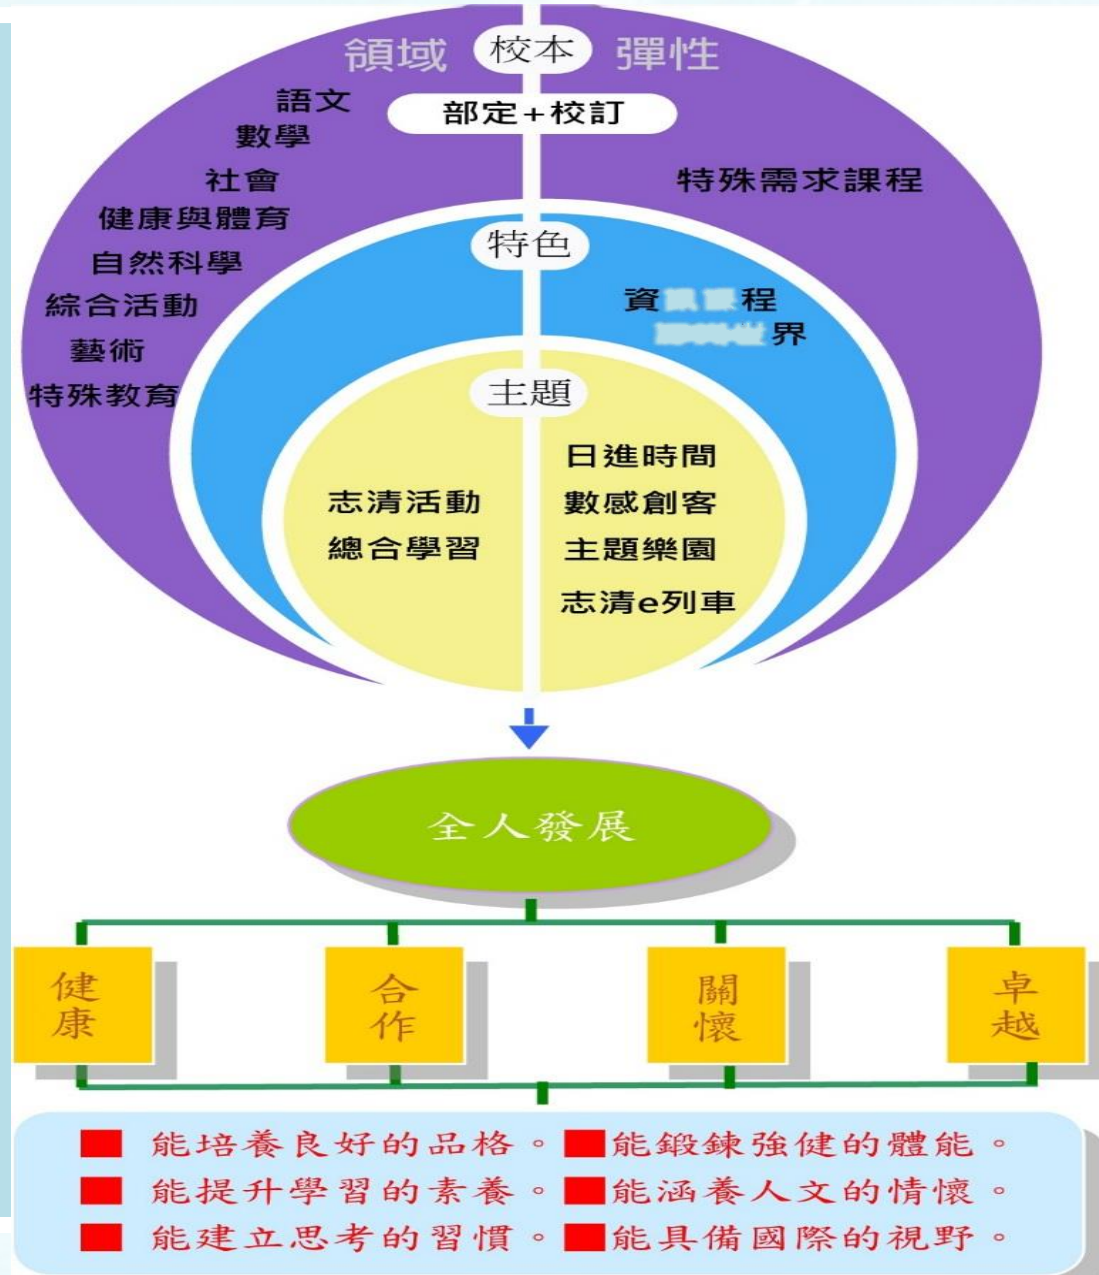 領域 校本 彈性
部定+校訂
語文
數學
社會
健康與體育
自然科學
綜合活動
藝術
特殊教育
特殊需求課程
特色
資 程
界
主題
志清活動
總合學習
日進時間
數感創客
主題樂園
志清e列車
全人發展
健康
合作
關懷
卓越
能培養良好的品格。 能鍛鍊強健的體能。
能提升學習的素養。 能涵養人文的情懷。
能建立思考的習慣。 能具備國際的視野。